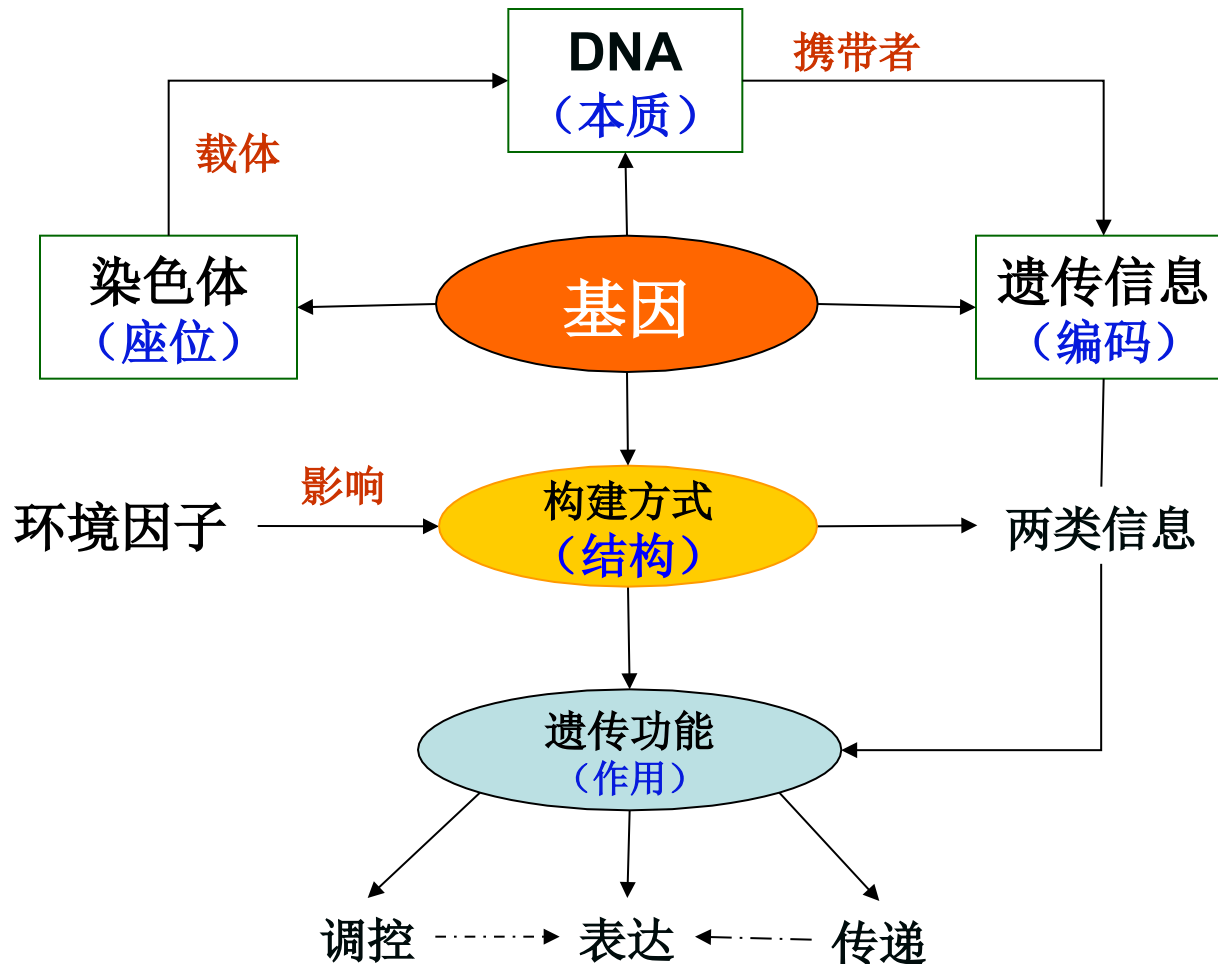 DNA
（本质）
携带者
载体
染色体
（座位）
基因
遗传信息
（编码）
环境因子
影响
构建方式
（结构）
两类信息
遗传功能
（作用）
调控
表达
传递